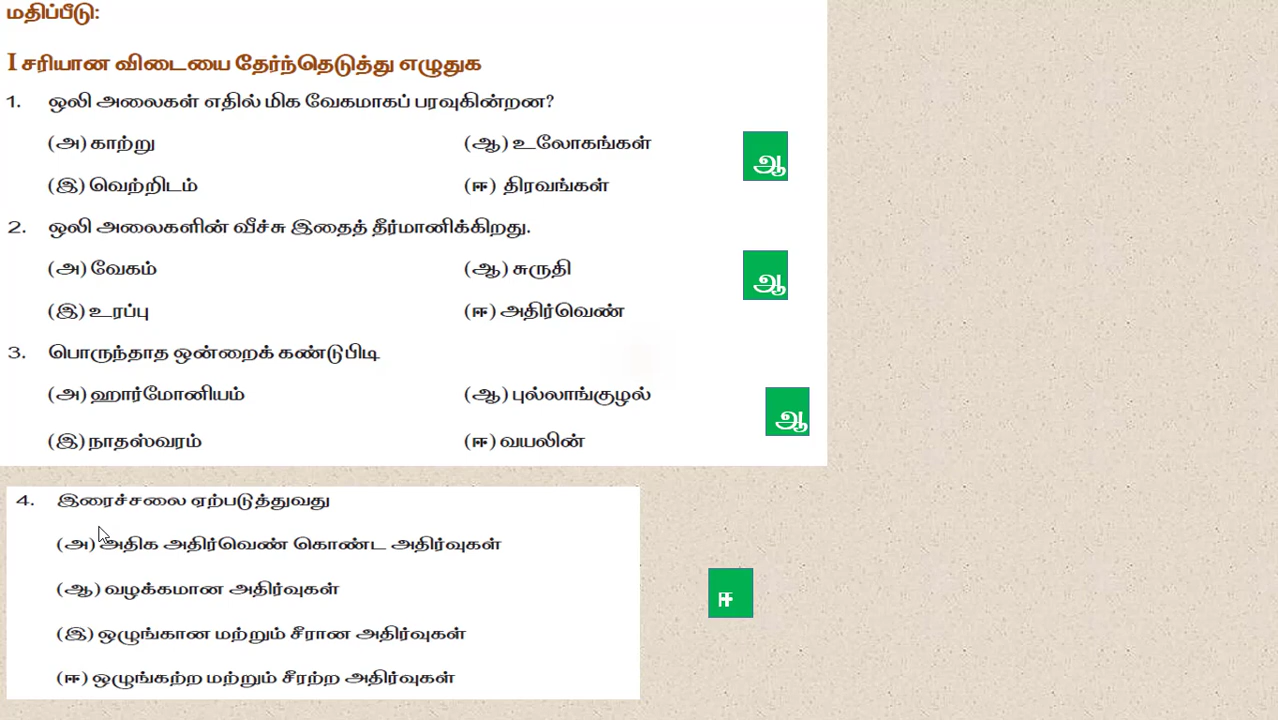 மதிப்பீடு:
I சரியான விடையை தேர்ந்தெடுத்து எழுதுக
1. ஒலி அலைகள் எதில் மிக வேகமாகப் பரவுகின்றன?
(அ) காற்று (ஆ) உலோகங்கள்
ஆ
(இ) வெற்றிடம் (ஈ) திரவங்கள்
2. ஒலி அலைகளின் வீச்சு இதைத் தீர்மானிக்கிறது.
(அ) வேகம் (ஆ) சுருதி
ஆ
(இ) உரப்பு (ஈ) அதிர்வெண்
3. பொருந்தாத ஒன்றைக் கண்டுபிடி
(அ) ஹார்மோனியம் (ஆ) புல்லாங்குழல்
ஆ
(இ) நாதஸ்வரம் (ஈ) வயலின்
4. இரைச்சலை ஏற்படுத்துவது
(அ) அதிக அதிர்வெண் கொண்ட அதிர்வுகள்
(ஆ) வழக்கமான அதிர்வுகள்
ஈ
(இ) ஒழுங்கான மற்றும் சீரான அதிர்வுகள்
(ஈ) ஒழுங்கற்ற மற்றும் சீரற்ற அதிர்வுகள்